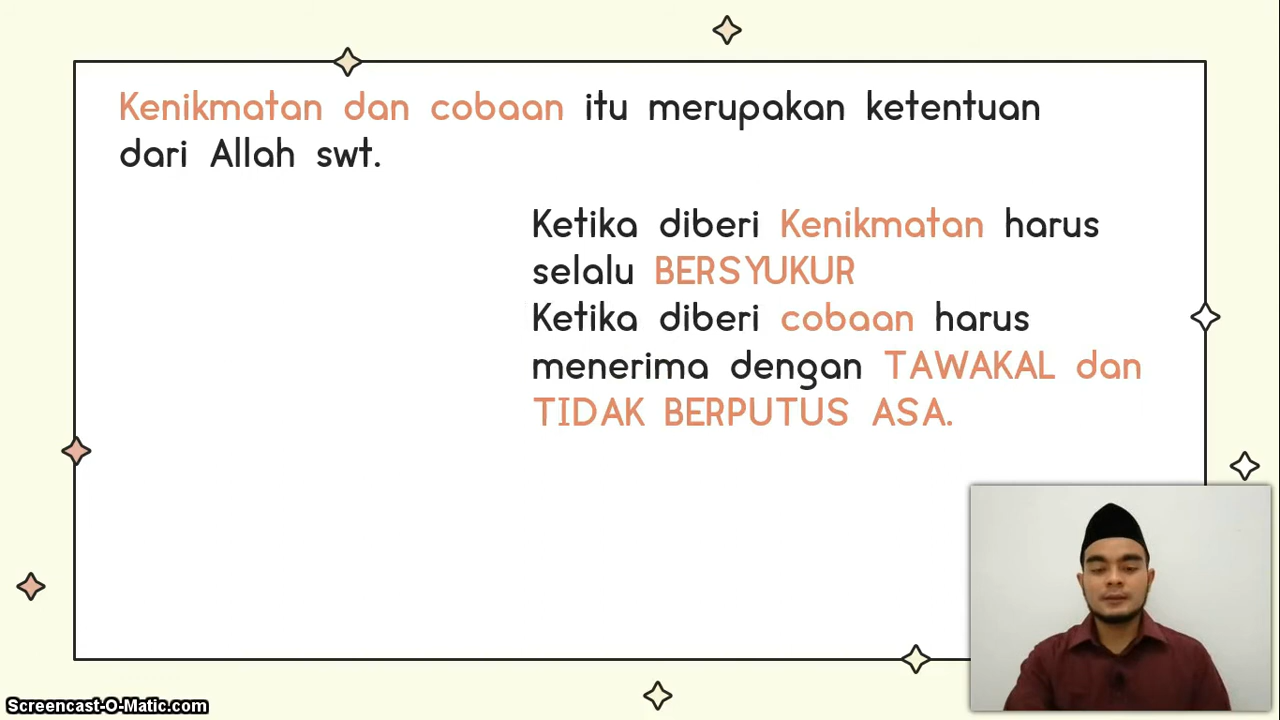 Kenikmatan dan cobaan itu merupakan ketentuan
dari Allah swt.
Ketika diberi Kenikmatan harus
selalu BERSYUKUR
Ketika diberi cobaan harus
menerima dengan TAWAKAL dan
TIDAK BERPUTUS ASA.
Screencast-O-Matic.com